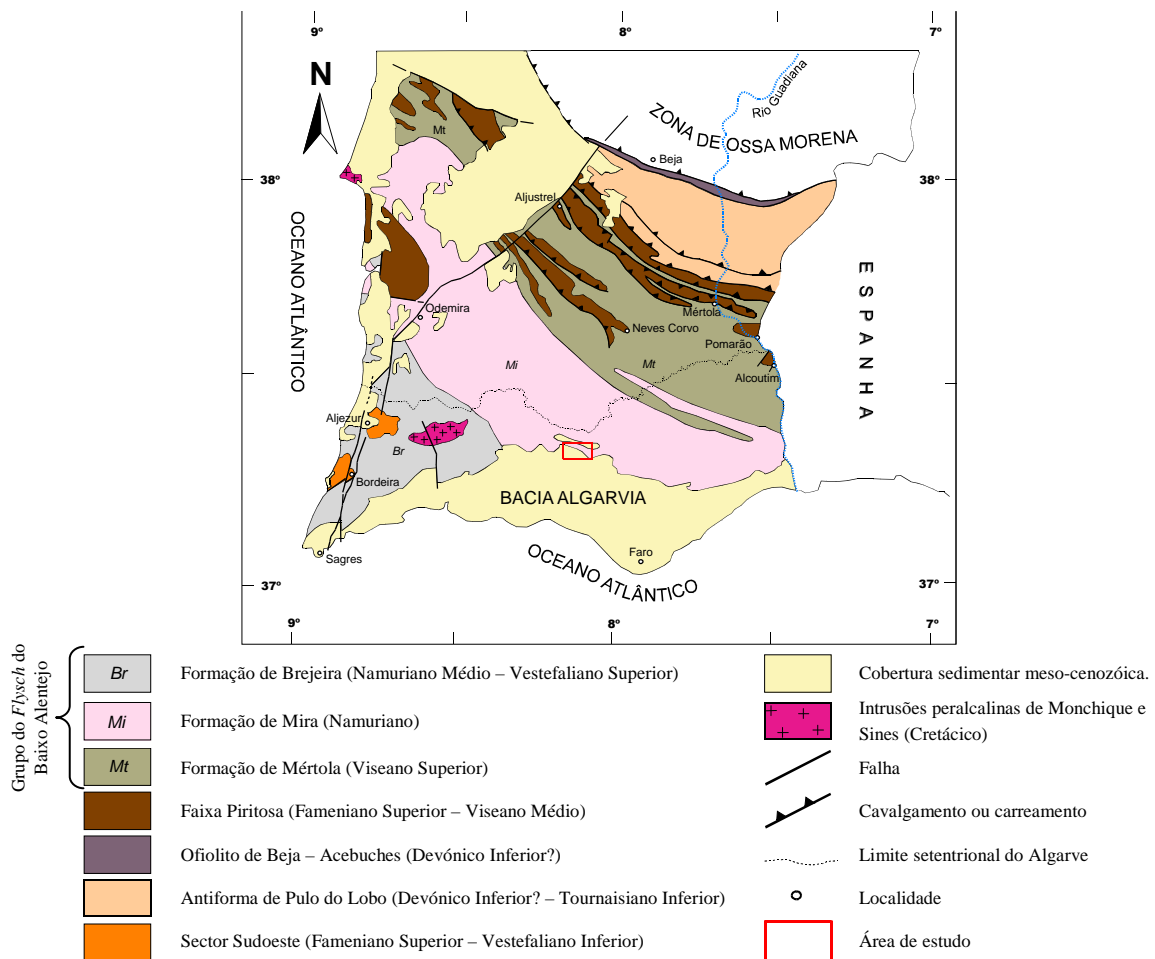 9º 8º 7º
N
Rio Guadiana
ZONA DE OSSA MORENA
Mt
Beja
38º 38º
Aljustrel
OCEANO ATLÂNTICO
ESPANHA
Odemira
Mértola
Neves Corvo
Pomarão
Mi
Mt
Alcoutim
Aljezur
Br
Bordeira
BACIA ALGARVIA
Sagres
Faro
OCEANO ATLÂNTICO
37º 37º
9º 8º 7º
Grupo do Flysch do
Baixo Alentejo
Br Formação de Brejeira (Namuriano Médio – Vestefaliano Superior)
Mi Formação de Mira (Namuriano)
Mt Formação de Mértola (Viseano Superior)
Faixa Piritosa (Fameniano Superior – Viseano Médio)
Ofiolito de Beja – Acebuches (Devónico Inferior?)
Antiforma de Pulo do Lobo (Devónico Inferior? – Tournaisiano Inferior)
Sector Sudoeste (Fameniano Superior – Vestefaliano Inferior)
Cobertura sedimentar meso-cenozóica.
Intrusões peralcalinas de Monchique e
Sines (Cretácico)
Falha
Cavalgamento ou carreamento
Limite setentrional do Algarve
Localidade
Área de estudo